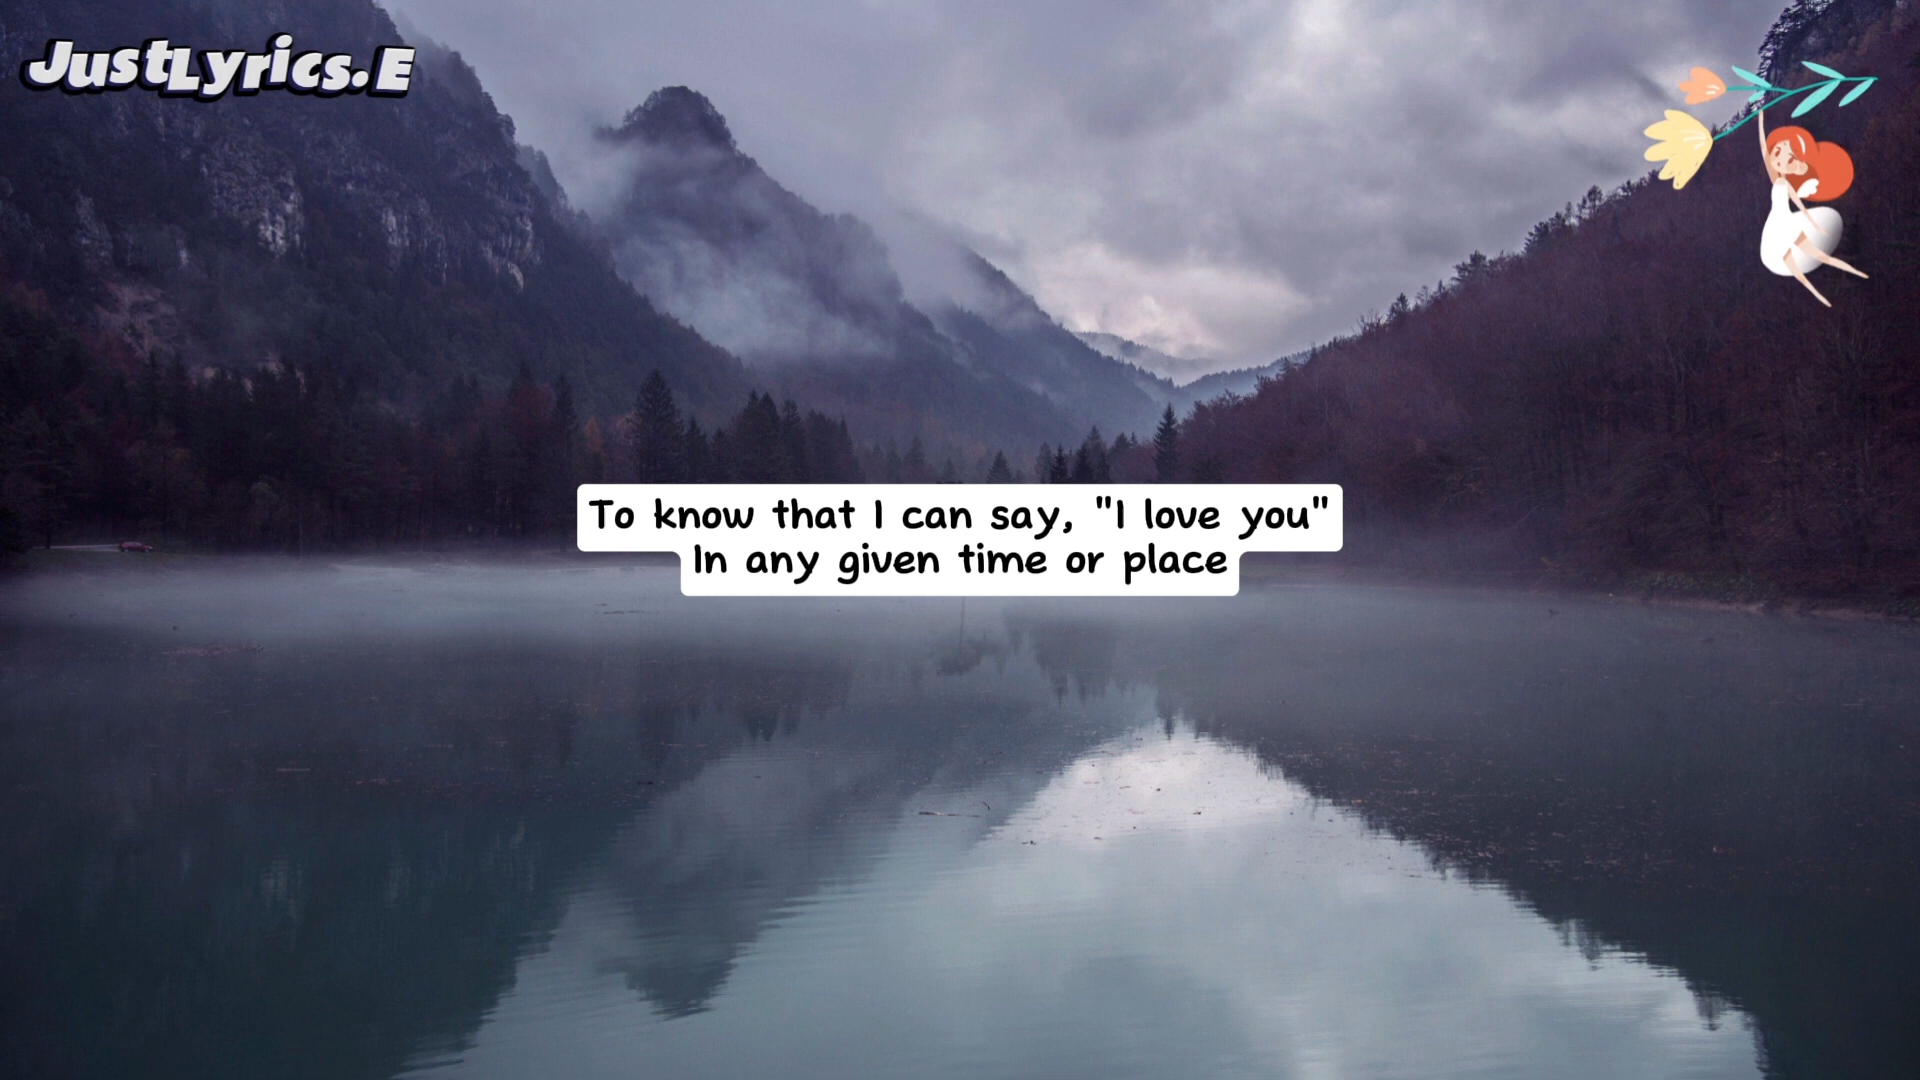 JustLyrics.E
To know that I can say, "I love you"
In any given time or place